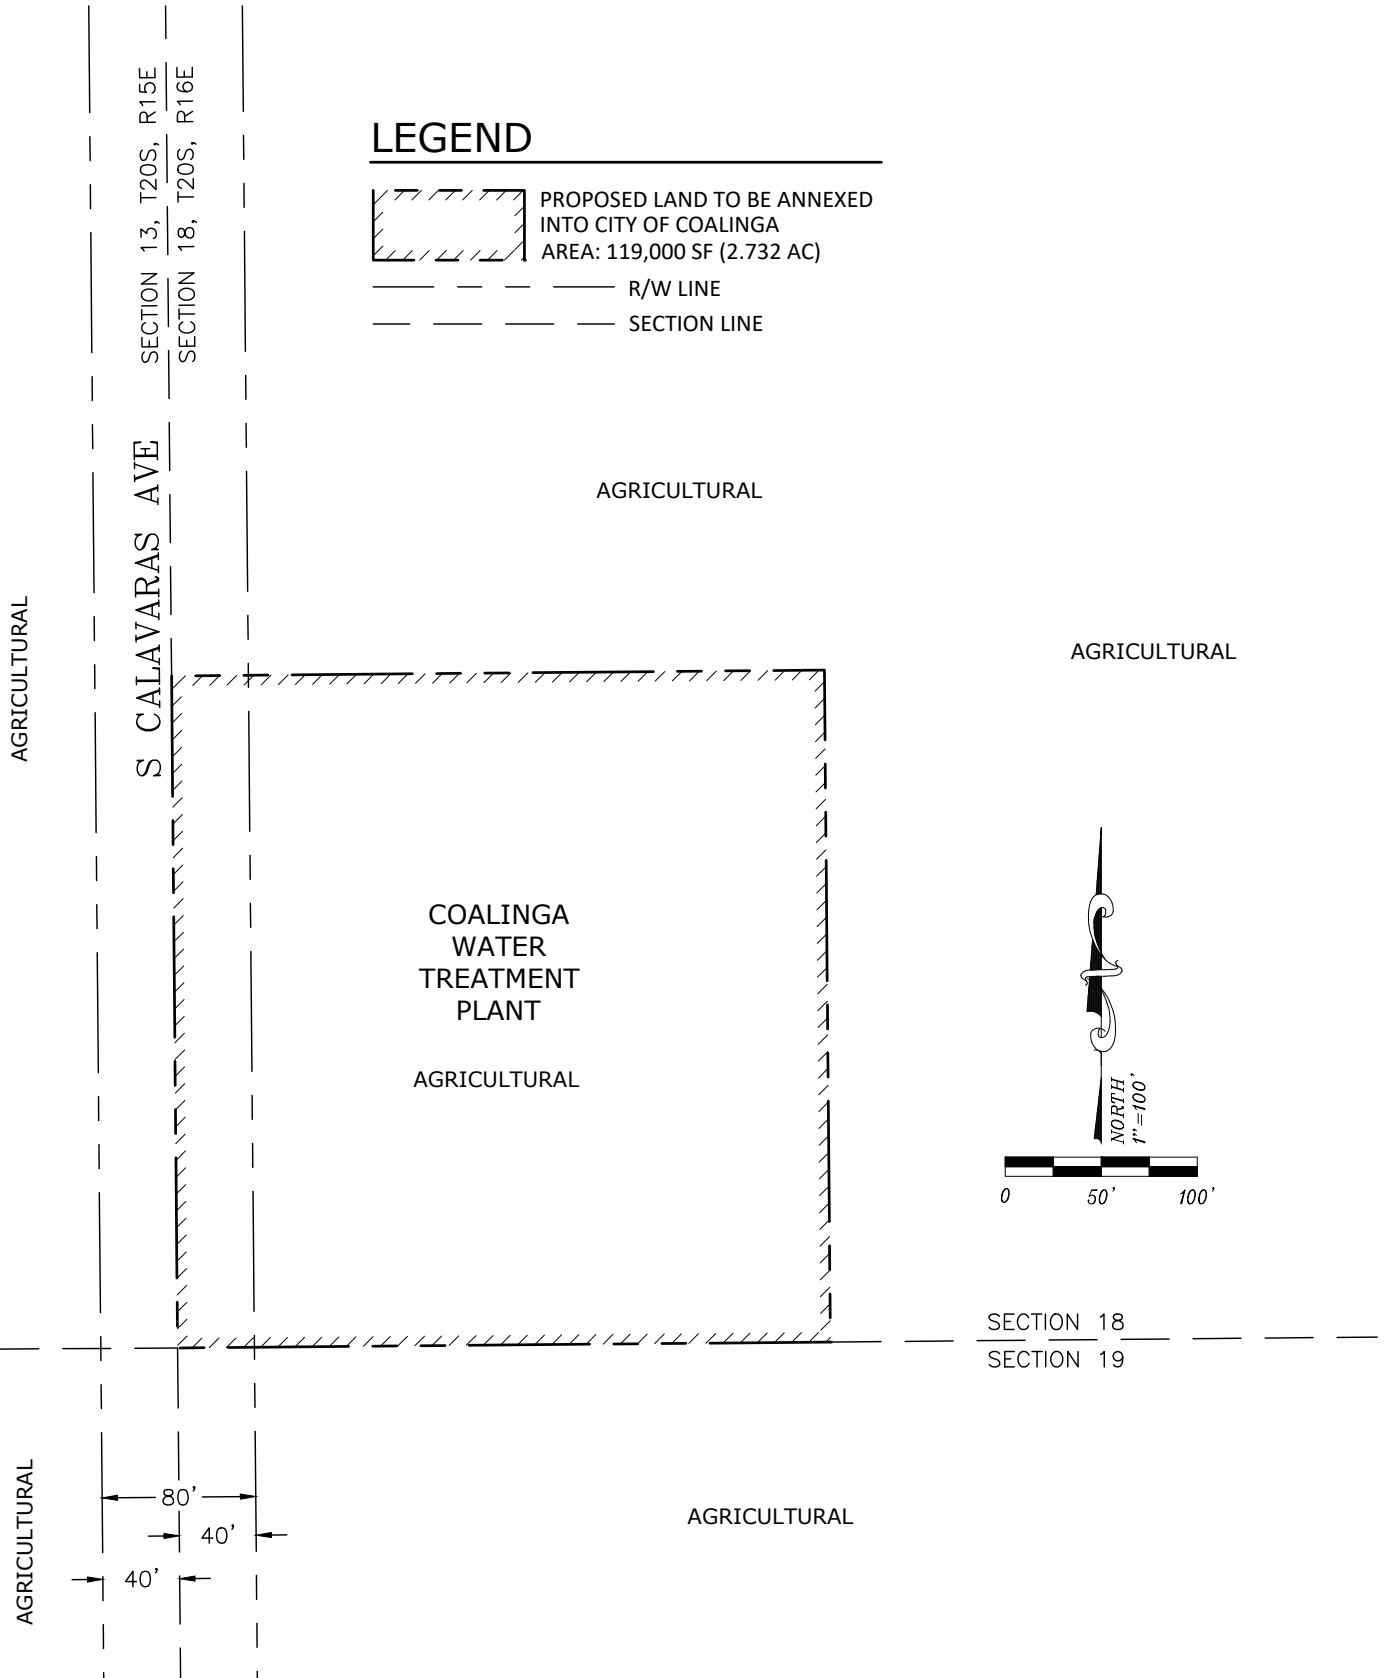 SECTION 13, T20S, R15E
SECTION 18, T20S, R16E
LEGEND
PROPOSED LAND TO BE ANNEXED
INTO CITY OF COALINGA
AREA: 119,000 SF (2.732 AC)
R/W LINE
SECTION LINE
S CALAVARAS AVE
AGRICULTURAL
AGRICULTURAL
AGRICULTURAL
COALINGA
WATER
TREATMENT
PLANT
AGRICULTURAL
NORTH
1"=100'
0 50' 100'
SECTION 18
SECTION 19
AGRICULTURAL
80'
40'
40'
AGRICULTURAL